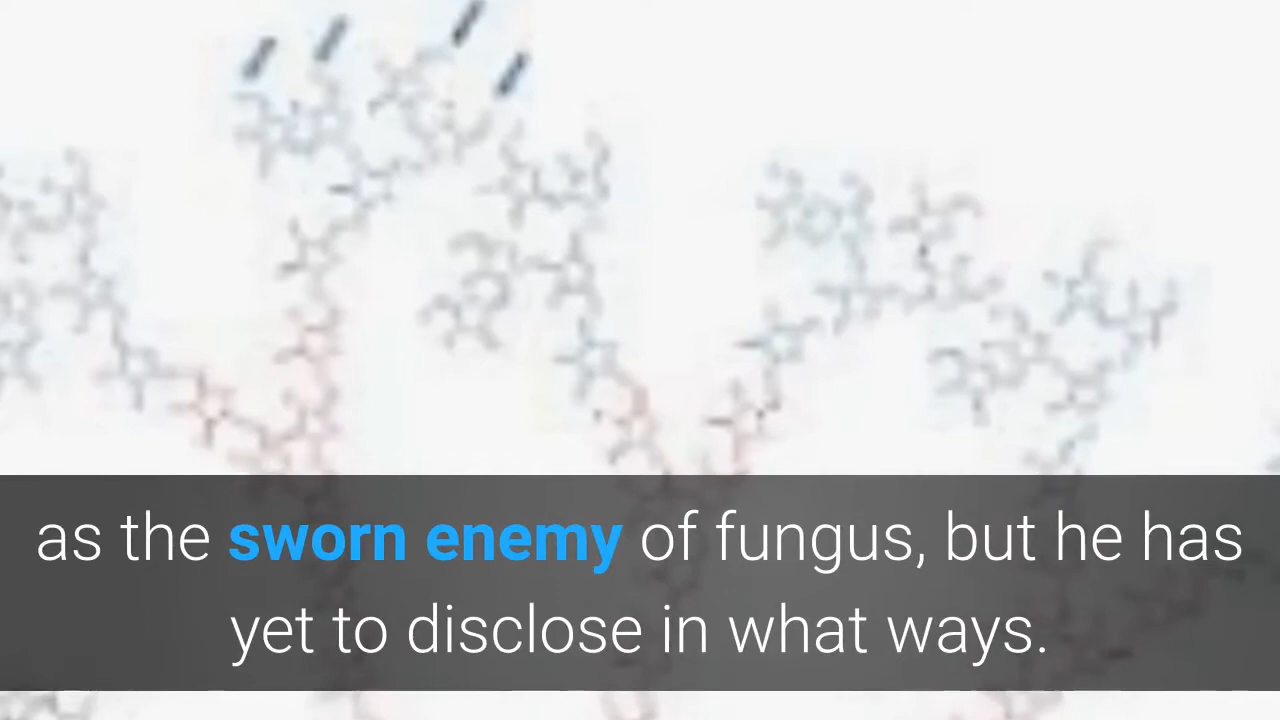 as the sworn enemy of fungus, but he has
yet to disclose in what ways.